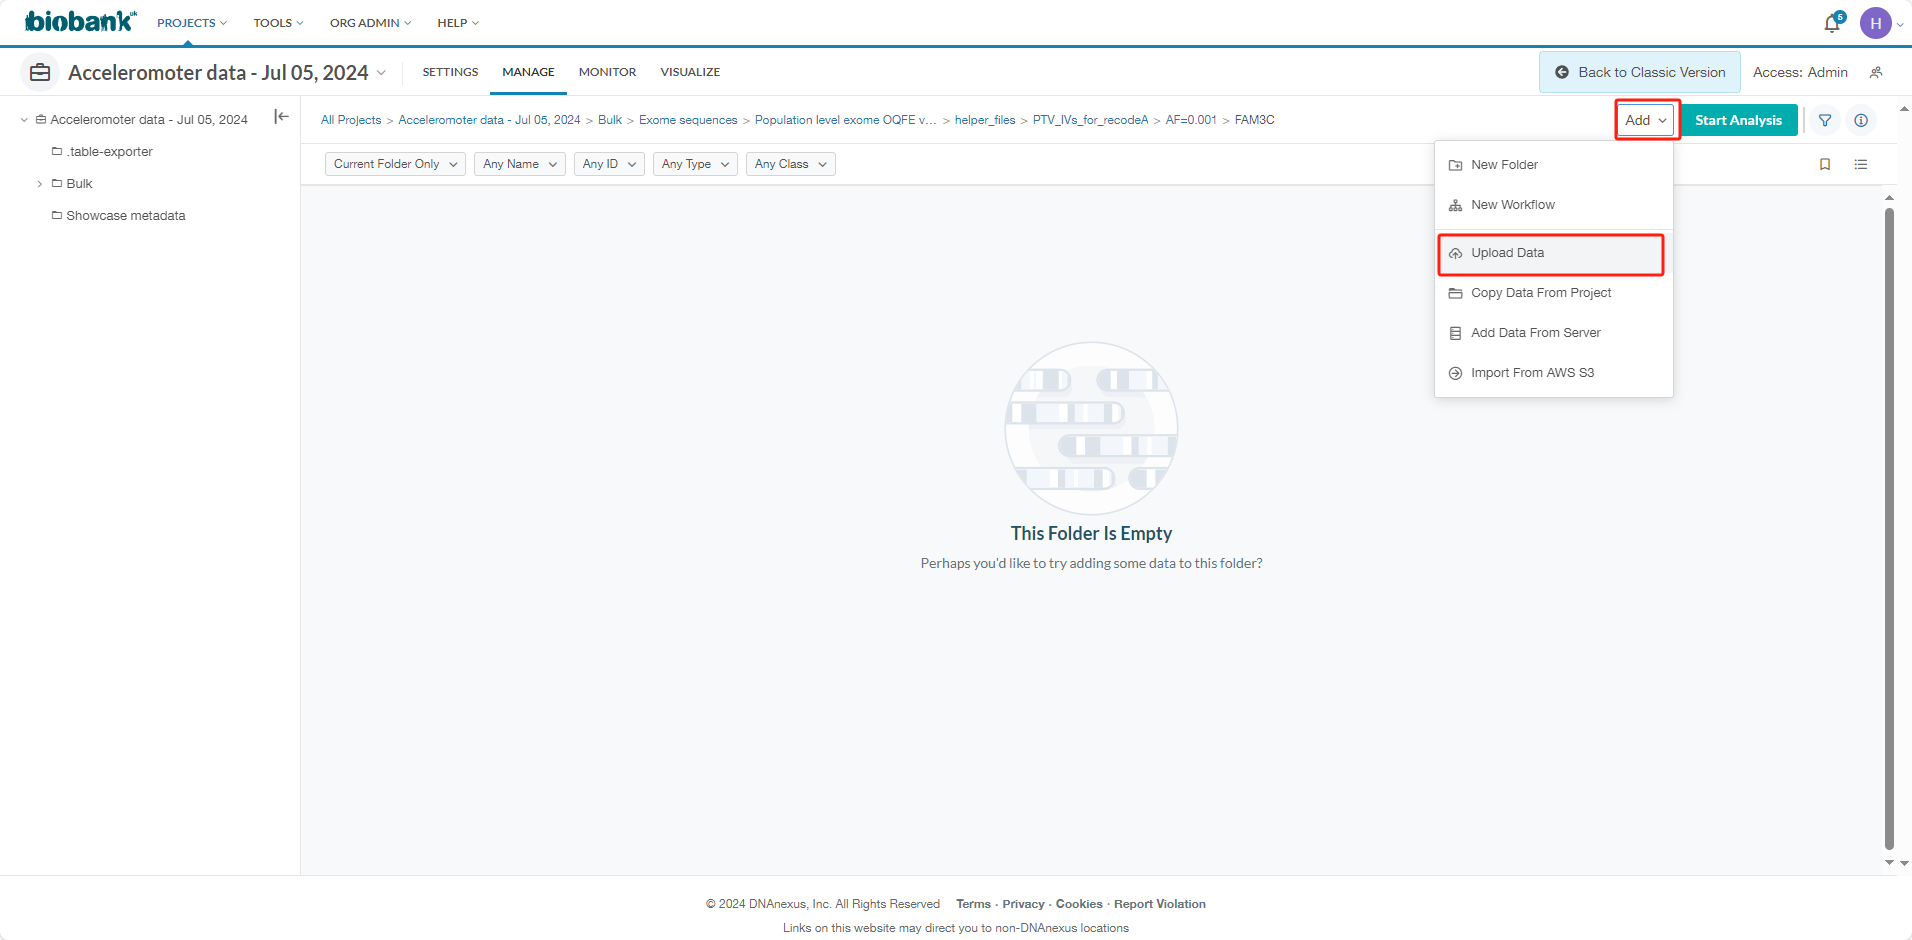 biobank uk PROJECTS TOOLS ORG ADMIN HELP 5 H
Acceleromoter data - Jul 05, 2024 SETTINGS MANAGE MONITOR VISUALIZE Back to Classic Version Access: Admin
Acceleromoter data - Jul 05, 2024
.table-exporter
Bulk
Showcase metadata
All Projects > Acceleromoter data - Jul 05, 2024 > Bulk > Exome sequences > Population level exome OQFE v... > helper_files > PTV_IVs_for_recodeA > AF=0.001 > FAM3C
Add Start Analysis
Current Folder Only Any Name Any ID Any Type Any Class
New Folder
New Workflow
Upload Data
Copy Data From Project
Add Data From Server
Import From AWS S3
This Folder Is Empty
Perhaps you'd like to try adding some data to this folder?
© 2024 DNAnexus, Inc. All Rights Reserved Terms · Privacy · Cookies · Report Violation
Links on this website may direct you to non-DNAnexus locations